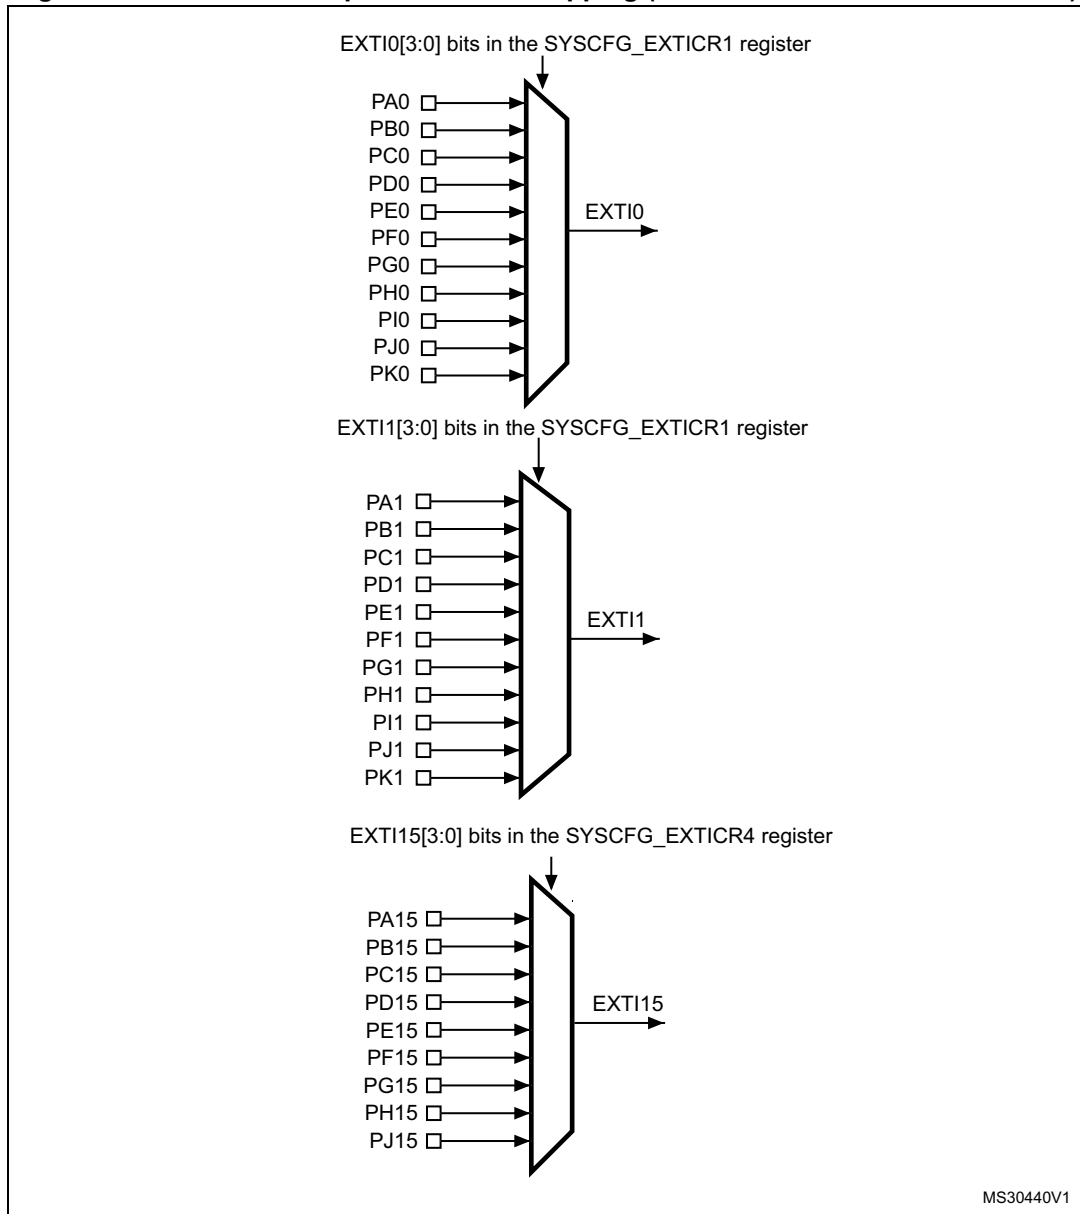 EXTI0[3:0] bits in the SYSCFG_EXTICR1 register
PA0
PB0
PC0
PD0
PE0
EXTI0
PF0
PG0
PH0
PI0
PJ0
PK0
EXTI1[3:0] bits in the SYSCFG_EXTICR1 register
PA1
PB1
PC1
PD1
PE1
EXTI1
PF1
PG1
PH1
PI1
PJ1
PK1
EXTI15[3:0] bits in the SYSCFG_EXTICR4 register
PA15
PB15
PC15
PD15
EXTI15
PE15
PF15
PG15
PH15
PJ15
MS30440V1